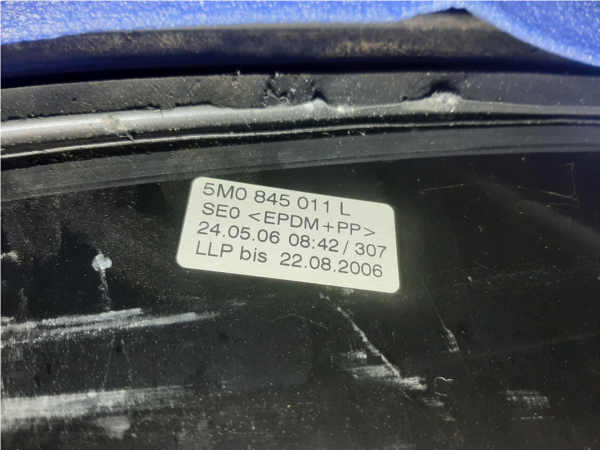 5M0 845 011 L
SE0 <EPDM+PP>
24.05.06 08:42 / 307
LLP bis 22.08.2006